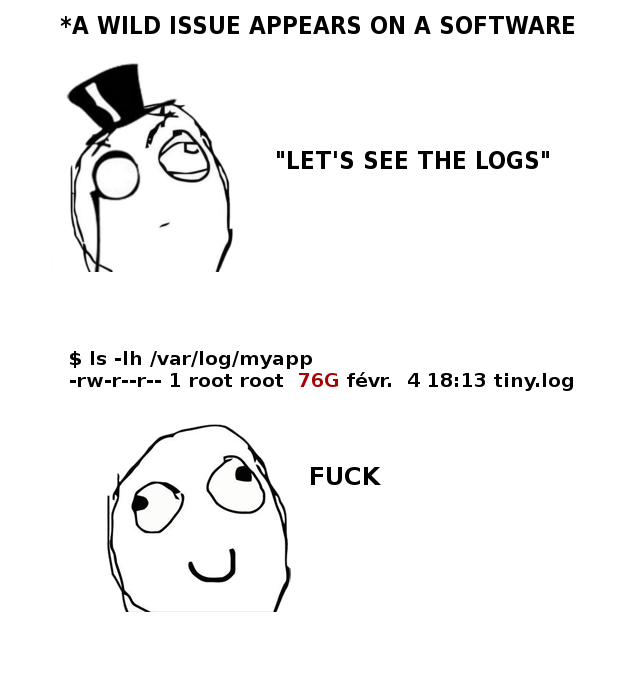 *A WILD ISSUE APPEARS ON A SOFTWARE
"LET'S SEE THE LOGS"
$ ls -lh /var/log/myapp
-rw-r--r-- 1 root root  76G févr.  4 18:13 tiny.log
FUCK